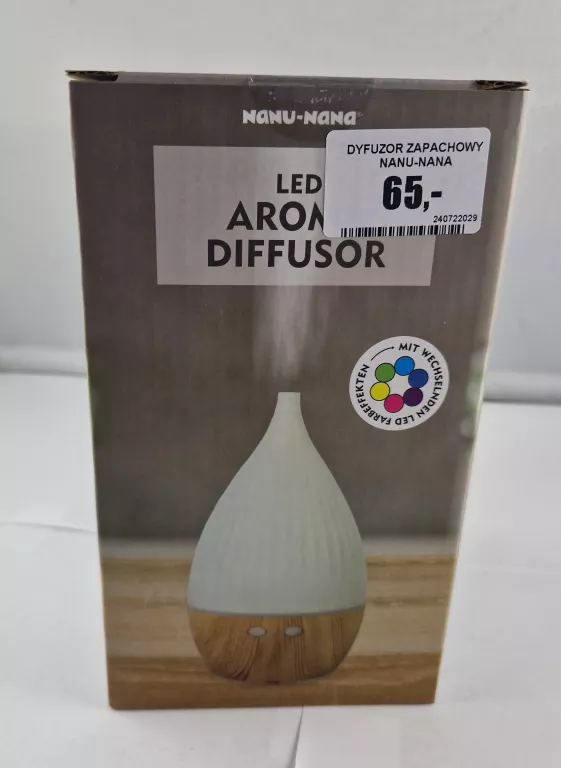 NANU-NANA
DYFUZOR ZAPACHOWY
NANU-NANA
65,-
240722029
LED
AROM
DIFFUSOR
MIT WECHSELNDEN LED FARBEFFEKTEN